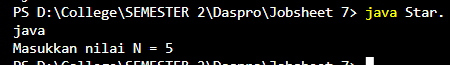 PS D:\College\SEMESTER 2\Daspro\Jobsheet 7> java Star.
java
Masukkan nilai N = 5
PS D:\College\SEMESTER 2\Daspro\Jobsheet 7>